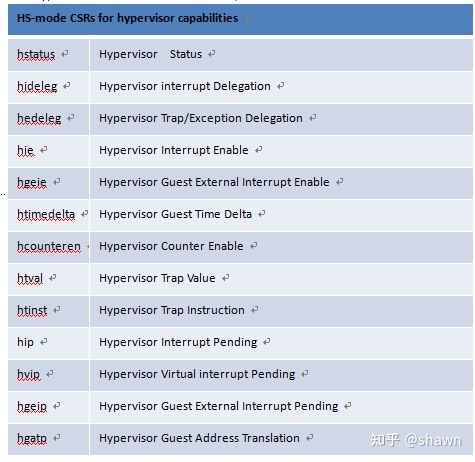 HS-mode CSRs for hypervisor capabilities
hstatus Hypervisor Status
hideleg Hypervisor interrupt Delegation
hedeleg Hypervisor Trap/Exception Delegation
hie Hypervisor Interrupt Enable
hgeie Hypervisor Guest External Interrupt Enable
htimedelta Hypervisor Guest Time Delta
hcounteren Hypervisor Counter Enable
htval Hypervisor Trap Value
htinst Hypervisor Trap Instruction
hip Hypervisor Interrupt Pending
hvip Hypervisor Virtual interrupt Pending
hgeip Hypervisor Guest External Interrupt Pending
hgatp Hypervisor Guest Address Translation
知乎 @shawn